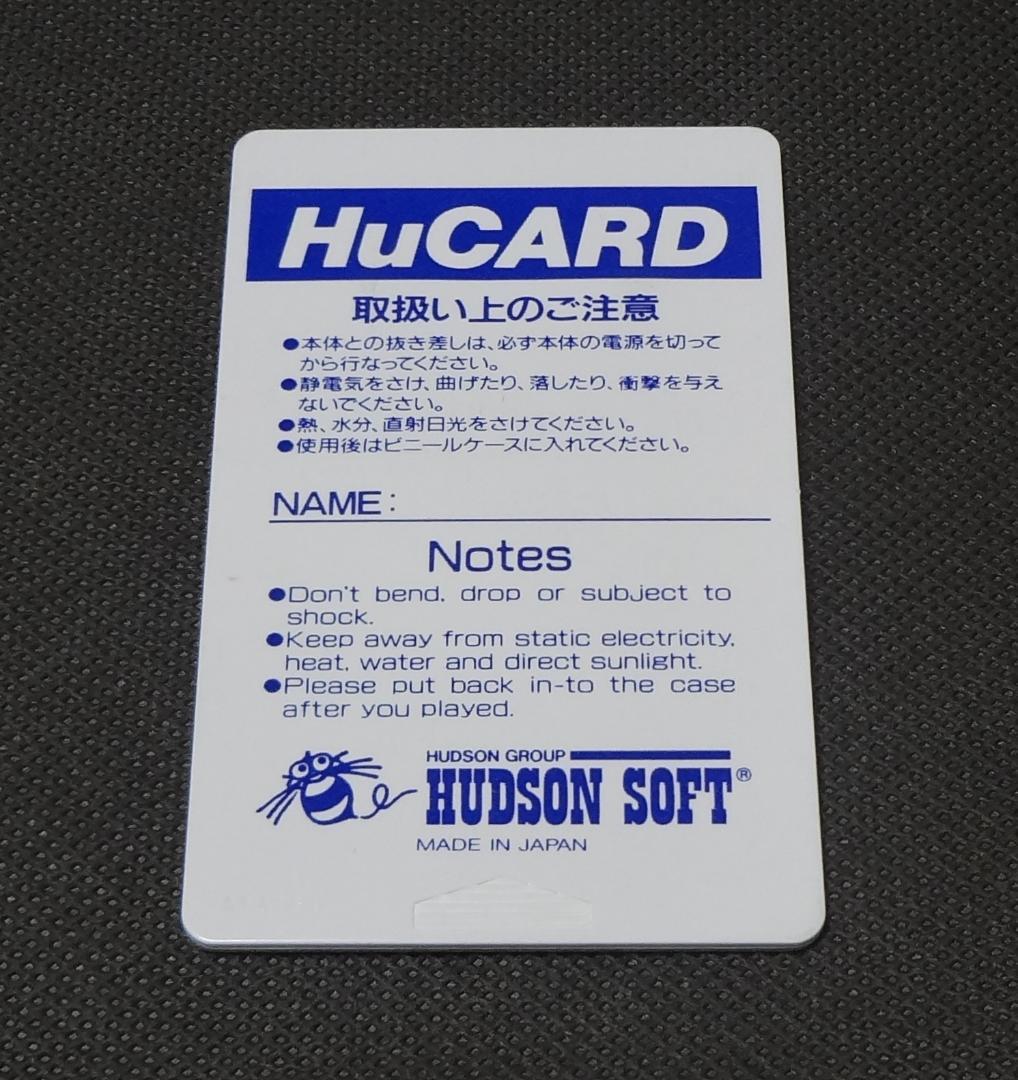 HuCARD
取扱い上のご注意
●本体との抜き差しは、必ず本体の電源を切って
から行なってください。
●静電気をさけ、曲げたり、落したり、衝撃を与え
ないでください。
●熱、水分、直射日光をさけてください。
●使用後はビニールケースに入れてください。
NAME:
Notes
●Don't bend, drop or subject to
shock.
●Keep away from static electricity,
heat, water and direct sunlight.
●Please put back in-to the case
after you played.
HUDSON GROUP
HUDSON SOFT®
MADE IN JAPAN